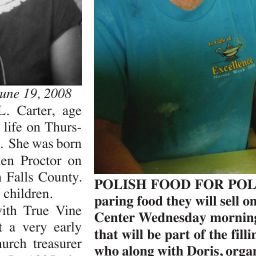 une 19, 2008
L. Carter, age
life on Thurs-
. She was born
en Proctor on
Falls County.
children.
with True Vine
t a very early
urch treasurer
Excellence
POLISH FOOD FOR POL
paring food they will sell on
Center Wednesday morning
that will be part of the fillin
who along with Doris, organ